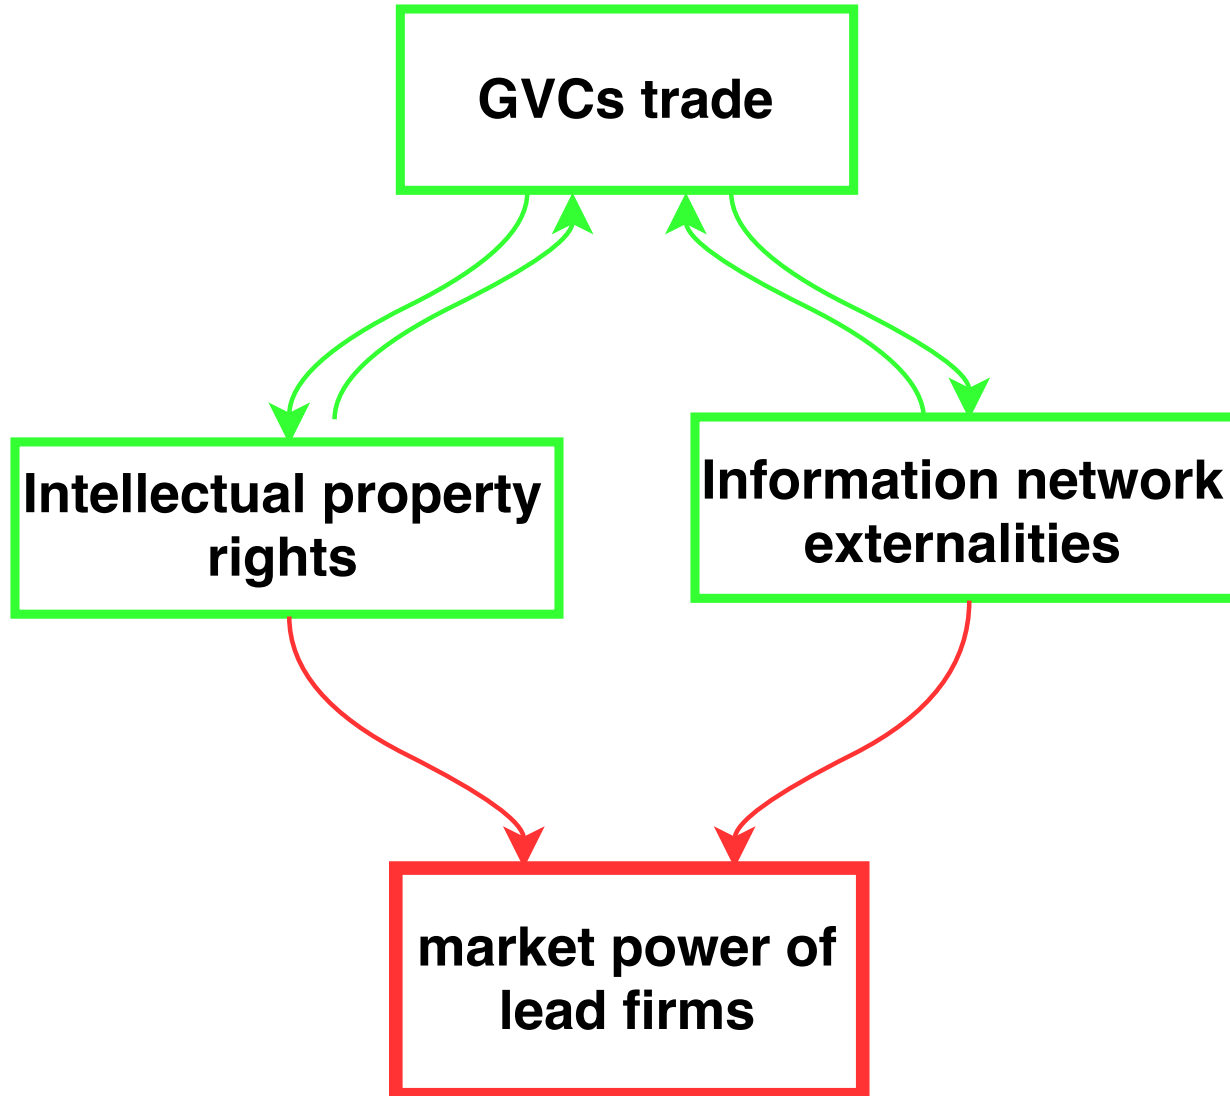 GVCs trade
Intellectual property
rights
Information network
externalities
market power of
lead firms